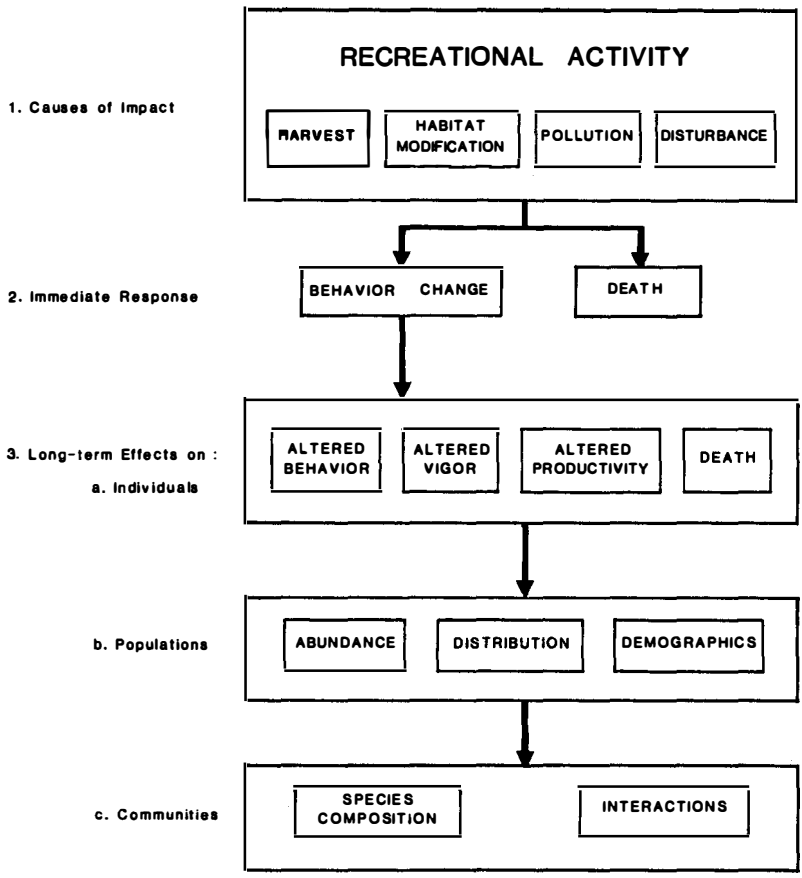 RECREATIONAL ACTIVITY
1. Causes of Impact
HARVEST
HABITAT
MODIFICATION
POLLUTION
DISTURBANCE
2. Immediate Response
BEHAVIOR CHANGE
DEATH
3. Long-term Effects on :
a. Individuals
ALTERED
BEHAVIOR
ALTERED
VIGOR
ALTERED
PRODUCTIVITY
DEATH
b. Populations
ABUNDANCE
DISTRIBUTION
DEMOGRAPHICS
c. Communities
SPECIES
COMPOSITION
INTERACTIONS